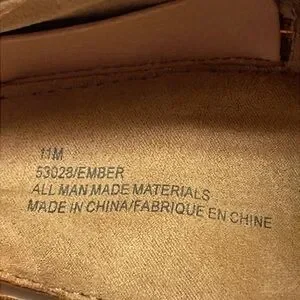 11M
53028/EMBER
ALL MAN MADE MATERIALS
MADE IN CHINA/FABRIQUE EN CHINE